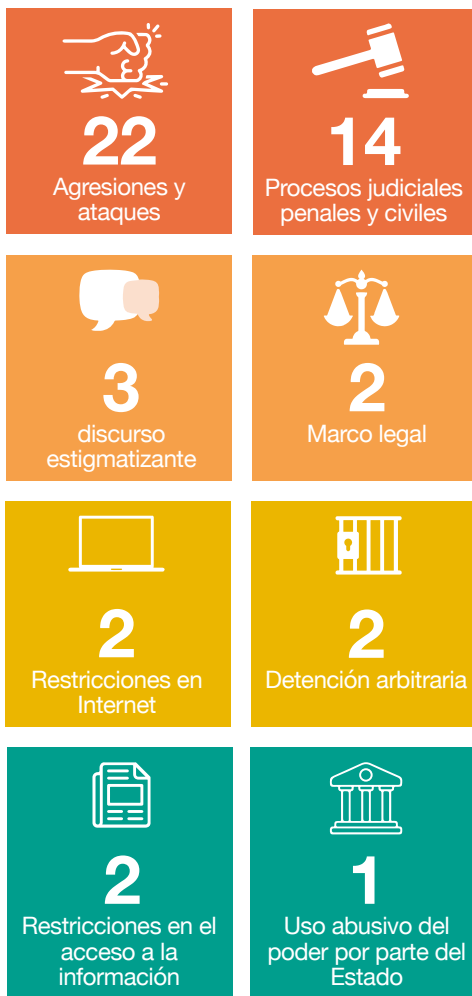 22
Agresiones y
ataques
14
Procesos judiciales
penales y civiles
3
discurso
estigmatizante
2
Marco legal
2
Restricciones en
Internet
2
Detención arbitraria
2
Restricciones en el
acceso a la
información
1
Uso abusivo del
poder por parte del
Estado